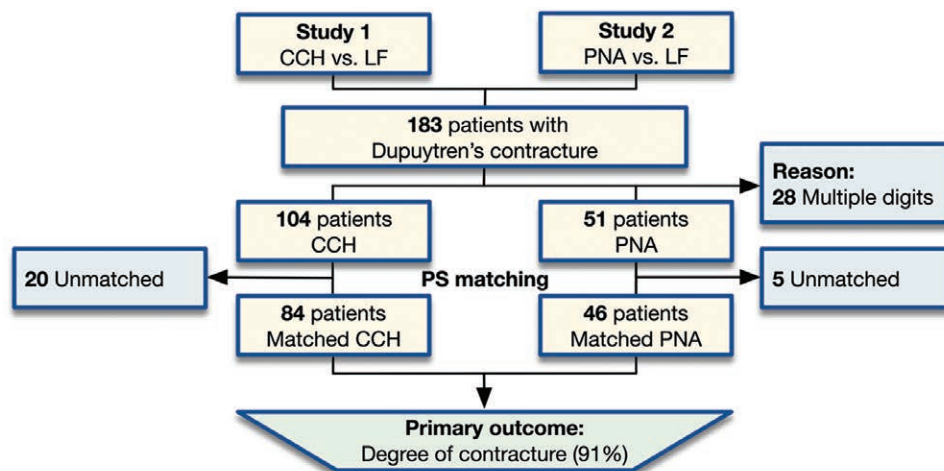 Study 1
CCH vs. LF
Study 2
PNA vs. LF
183 patients with
Dupuytren's contracture
Reason:
28 Multiple digits
104 patients
CCH
51 patients
PNA
20 Unmatched
PS matching
5 Unmatched
84 patients
Matched CCH
46 patients
Matched PNA
Primary outcome:
Degree of contracture (91%)